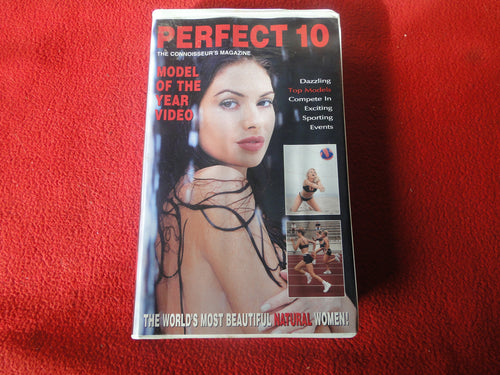 PERFECT 10
THE CONNOISSEUR'S MAGAZINE
MODEL
OF THE
YEAR
VIDEO
Dazzling
Top Models
Compete In
Exciting
Sporting
Events
THE WORLD'S MOST BEAUTIFUL NATURAL WOMEN!